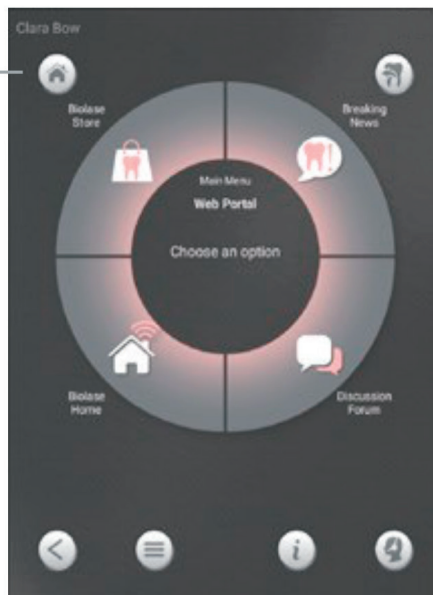 Clara Bow
Biolase
Store
Breaking
News
Main Menu
Web Portal
Choose an option
Biolase
Home
Discussion
Forum
i